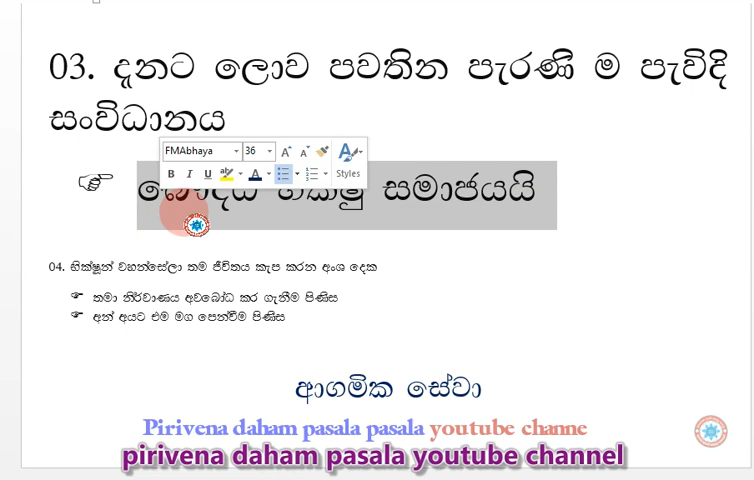 03. දැනට ලොව පවතින පැරණි ම පැවිදි
සංවිධානය
FMAbhaya 36
B I U Styles
සමාජයයි
04. භික්ෂූන් වහන්සේලා තම ජීවිතය කැප කරන අංශ දෙක
තමා නිර්වාණය අවබෝධ කර ගැනීම පිණිස
අන් අයට එම මග පෙන්වීම පිණිස
ආගමික සේවා
Pirivena daham pasala pasala youtube channe
pirivena daham pasala youtube channel